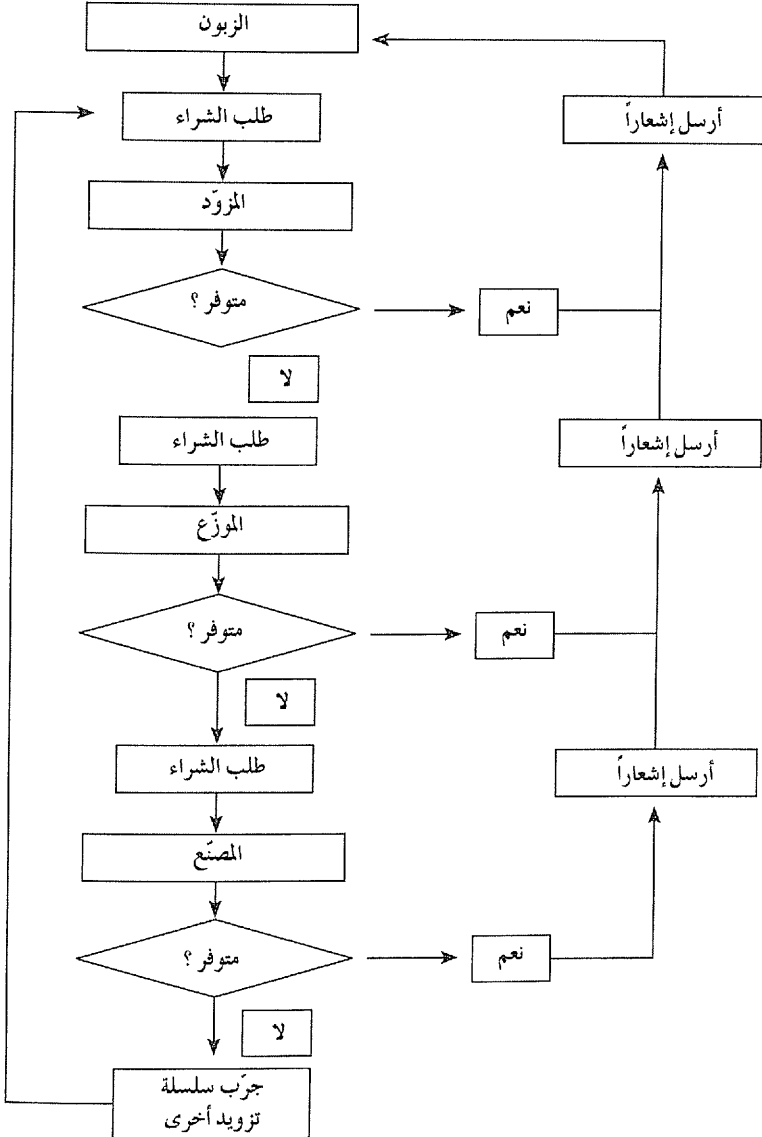 الزبون
أرسل إشعاراً
طلب الشراء
المزوّد
متوفر ؟
نعم
لا
طلب الشراء
أرسل إشعاراً
الموزّع
متوفر ؟
نعم
لا
طلب الشراء
أرسل إشعاراً
المصنّع
متوفر ؟
نعم
لا
جرّب سلسلة
تزويد أخرى